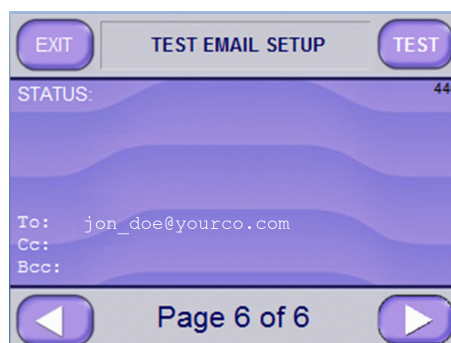 EXIT TEST EMAIL SETUP TEST
STATUS:
To: jon_doe@yourco.com
Cc:
Bcc:
Page 6 of 6